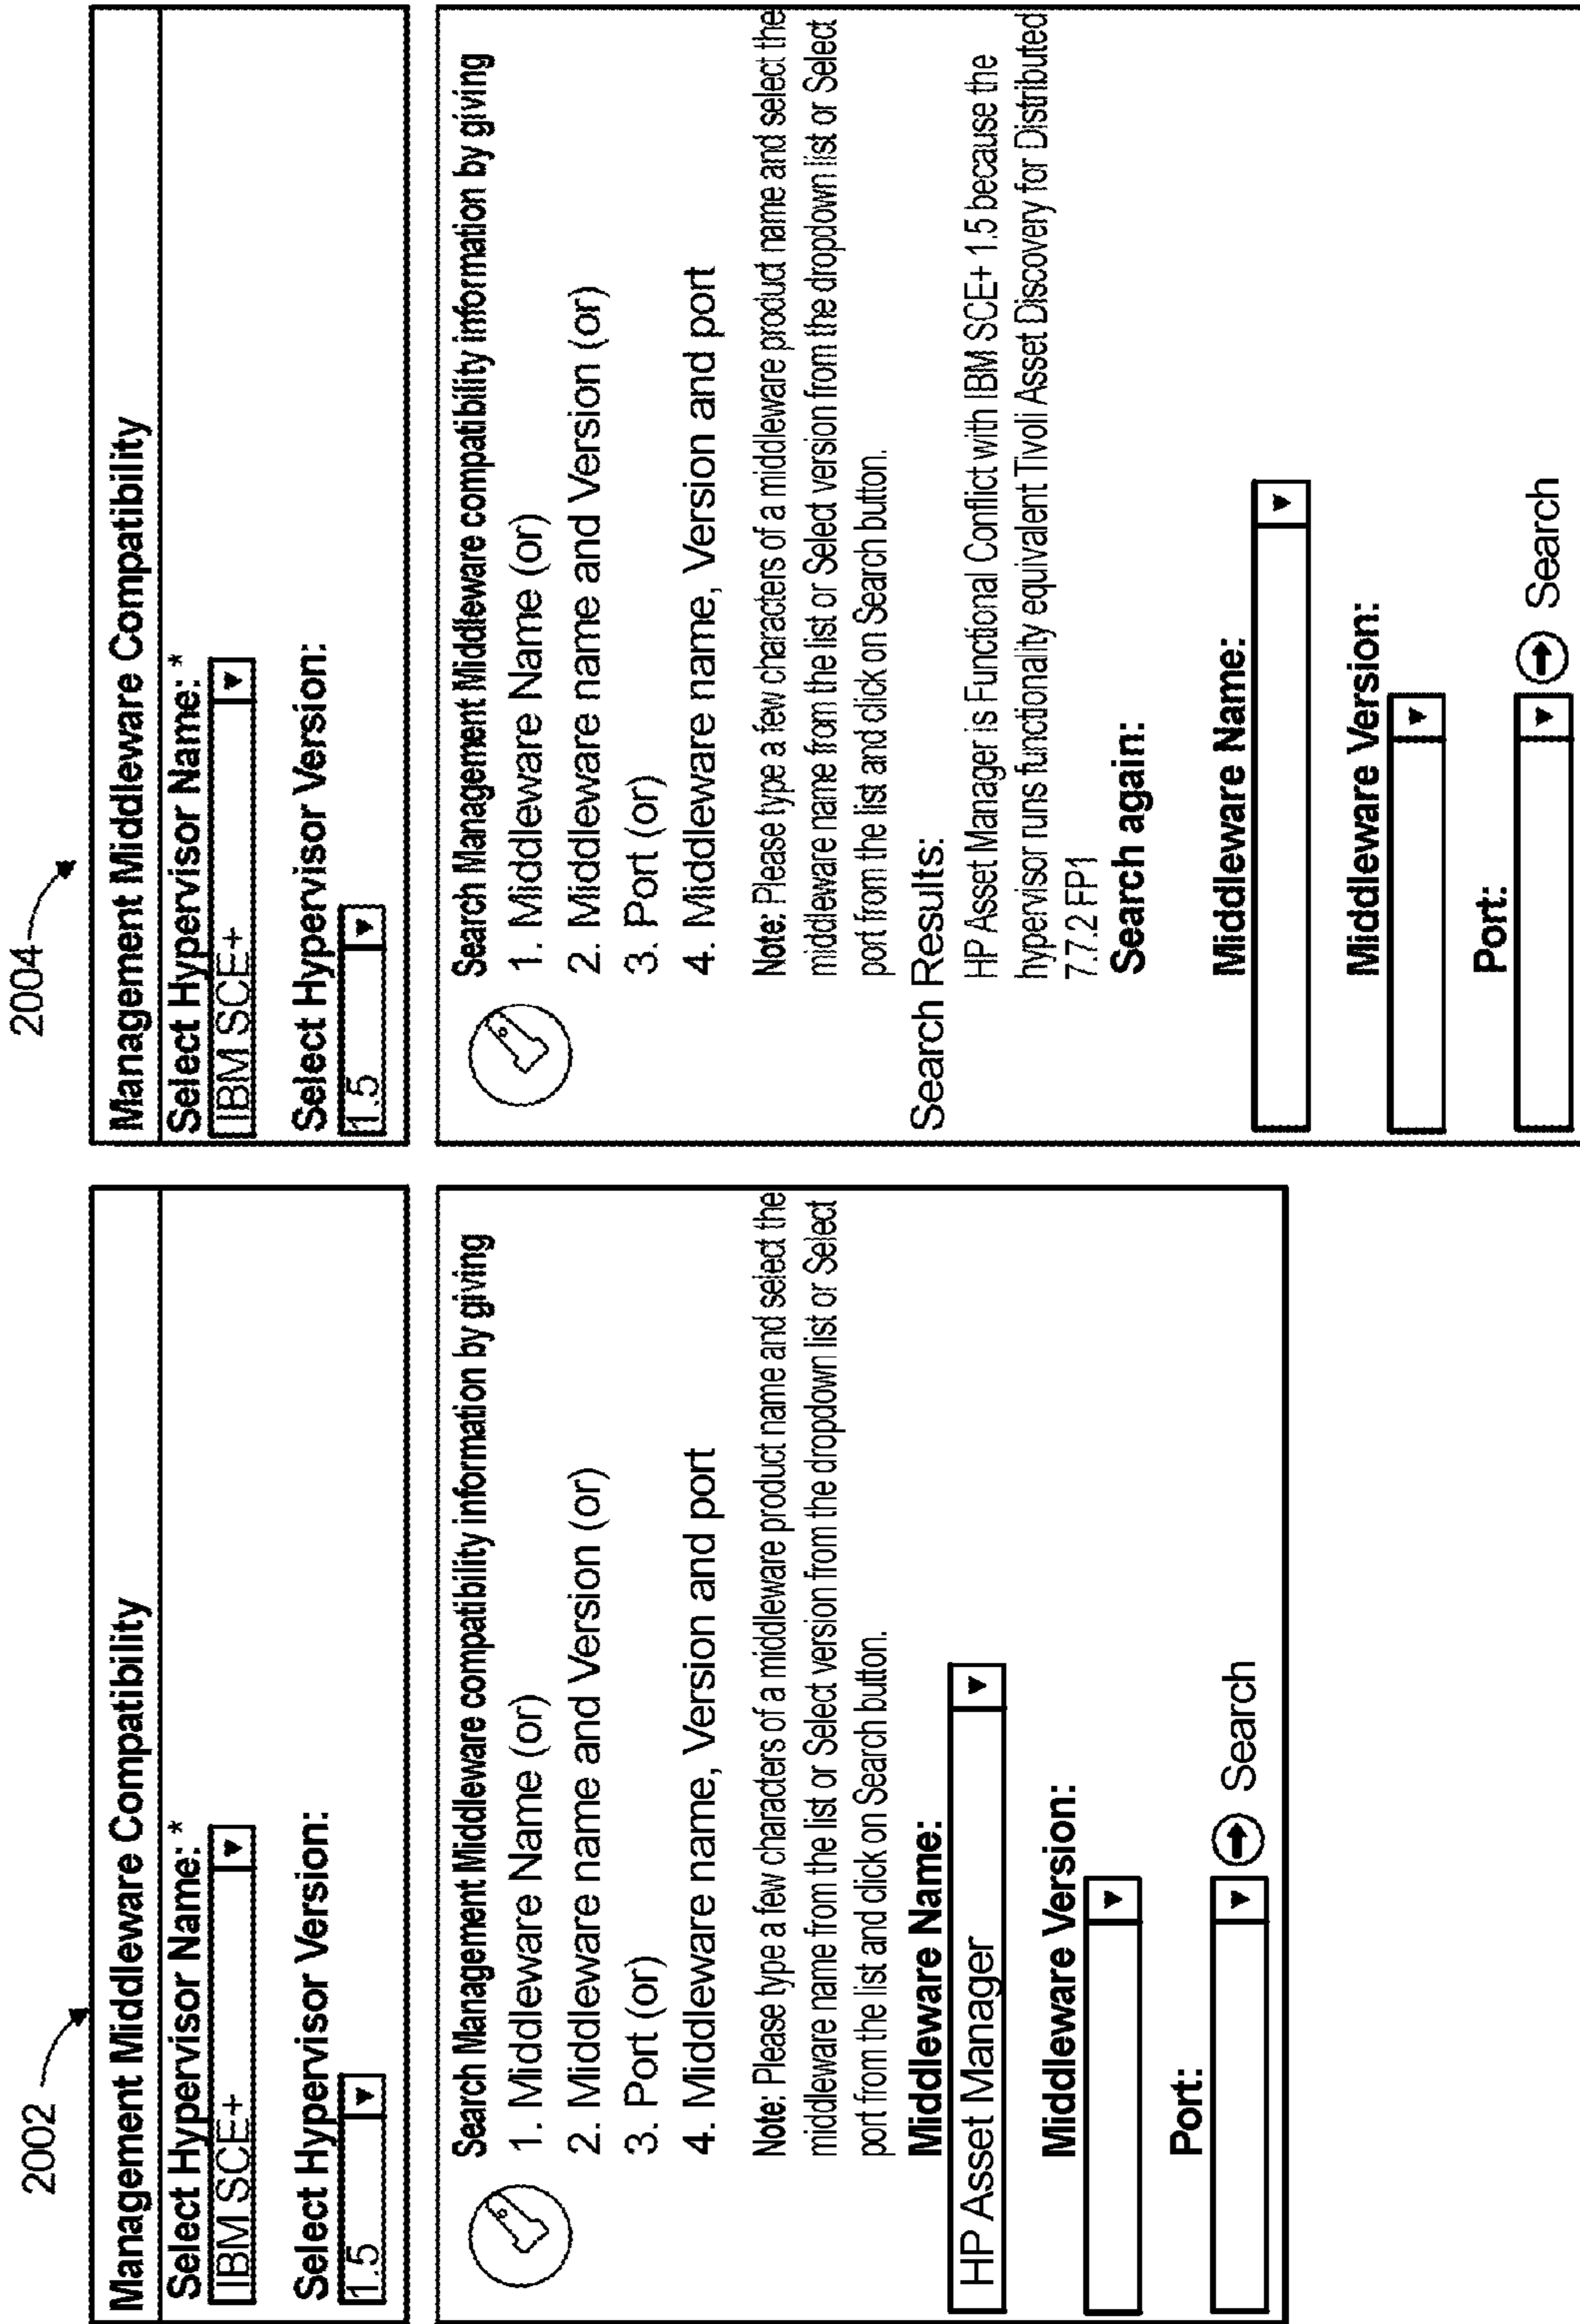 2002
Management Middleware Compatibility
Select Hypervisor Name:*
IBM SCE+
Select Hypervisor Version:
1.5
Search Management Middleware compatibility information by giving
1. Middleware Name (or)
2. Middleware name and Version (or)
3. Port (or)
4. Middleware name, Version and port
Note: Please type a few characters of a middleware product name and select the
middleware name from the list or Select version from the dropdown list or Select
port from the list and click on Search button.
Middleware Name:
HP Asset Manager
Middleware Version:
Port:
Search
2004
Management Middleware Compatibility
Select Hypervisor Name:*
IBM SCE+
Select Hypervisor Version:
1.5
Search Management Middleware compatibility information by giving
1. Middleware Name (or)
2. Middleware name and Version (or)
3. Port (or)
4. Middleware name, Version and port
Note: Please type a few characters of a middleware product name and select the
middleware name from the list or Select version from the dropdown list or Select
port from the list and click on Search button.
Search Results:
HP Asset Manager is Functional Conflict with IBM SCE+ 1.5 because the
hypervisor runs functionality equivalent Tivoli Asset Discovery for Distributed
7.7.2 FP1
Search again:
Middleware Name:
Middleware Version:
Port:
Search